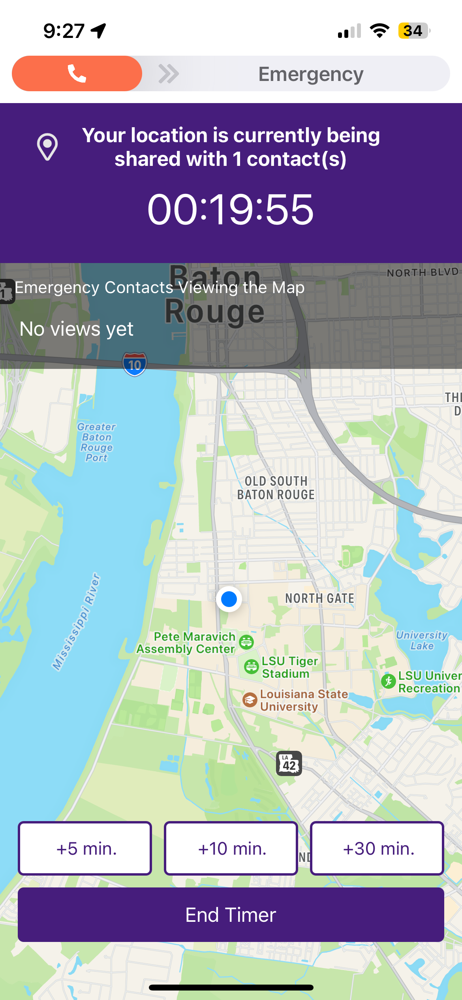 9:27
34
Emergency
Your location is currently being
shared with 1 contact(s)
00:19:55
Baton
Rouge
NORTH BLVD
LA
1
Emergency Contacts Viewing the Map
No views yet
10
THE
D
Greater
Baton
Rouge
Port
OLD SOUTH
BATON ROUGE
Mississippi River
NORTH GATE
Pete Maravich
Assembly Center
University
Lake
LSU Tiger
Stadium
LSU Univer
Recreation
Louisiana State
University
LA
42
+5 min.
+10 min.
ND
+30 min.
End Timer